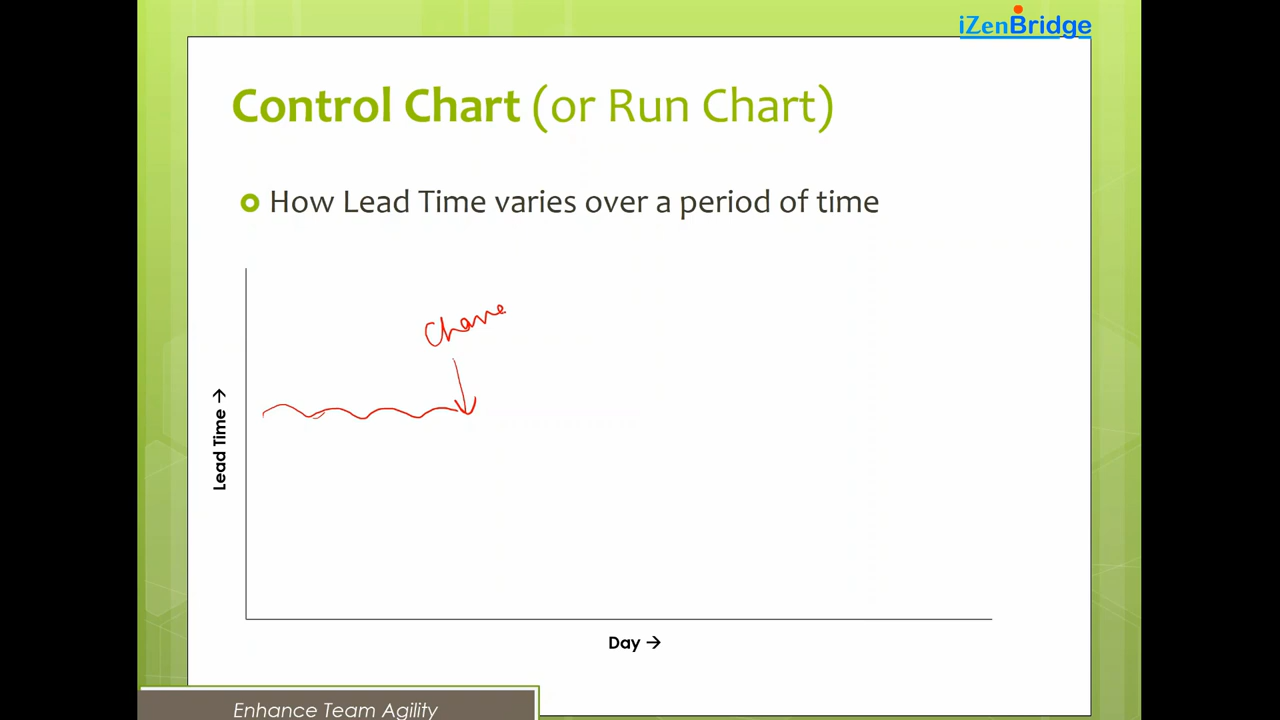 iZenBridge
Control Chart (or Run Chart)
How Lead Time varies over a period of time
Chane
Lead Time →
Day →
Enhance Team Agility